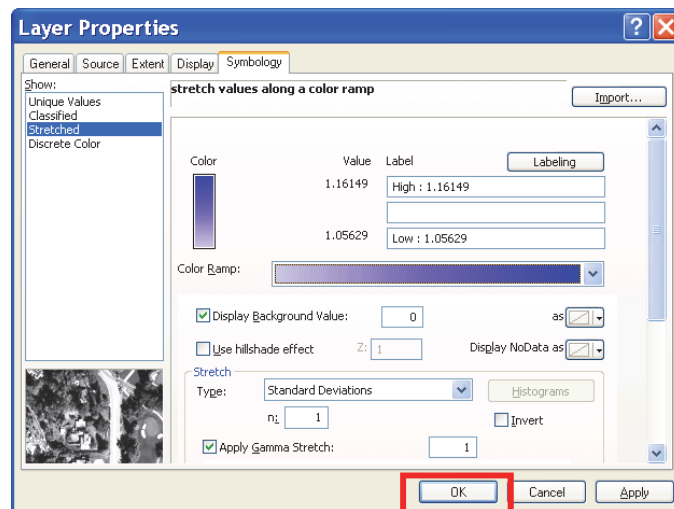 Layer Properties
General Source Extent Display Symbology
Show:
Unique Values
Classified
Stretched
Discrete Color
stretch values along a color ramp
Import...
Color Value Label Labeling
1.16149 High : 1.16149
1.05629 Low : 1.05629
Color Ramp:
Display Background Value: 0 as
Use hillshade effect Z: 1 Display NoData as
Stretch
Type: Standard Deviations Histograms
n: 1 Invert
Apply Gamma Stretch: 1
OK Cancel Apply